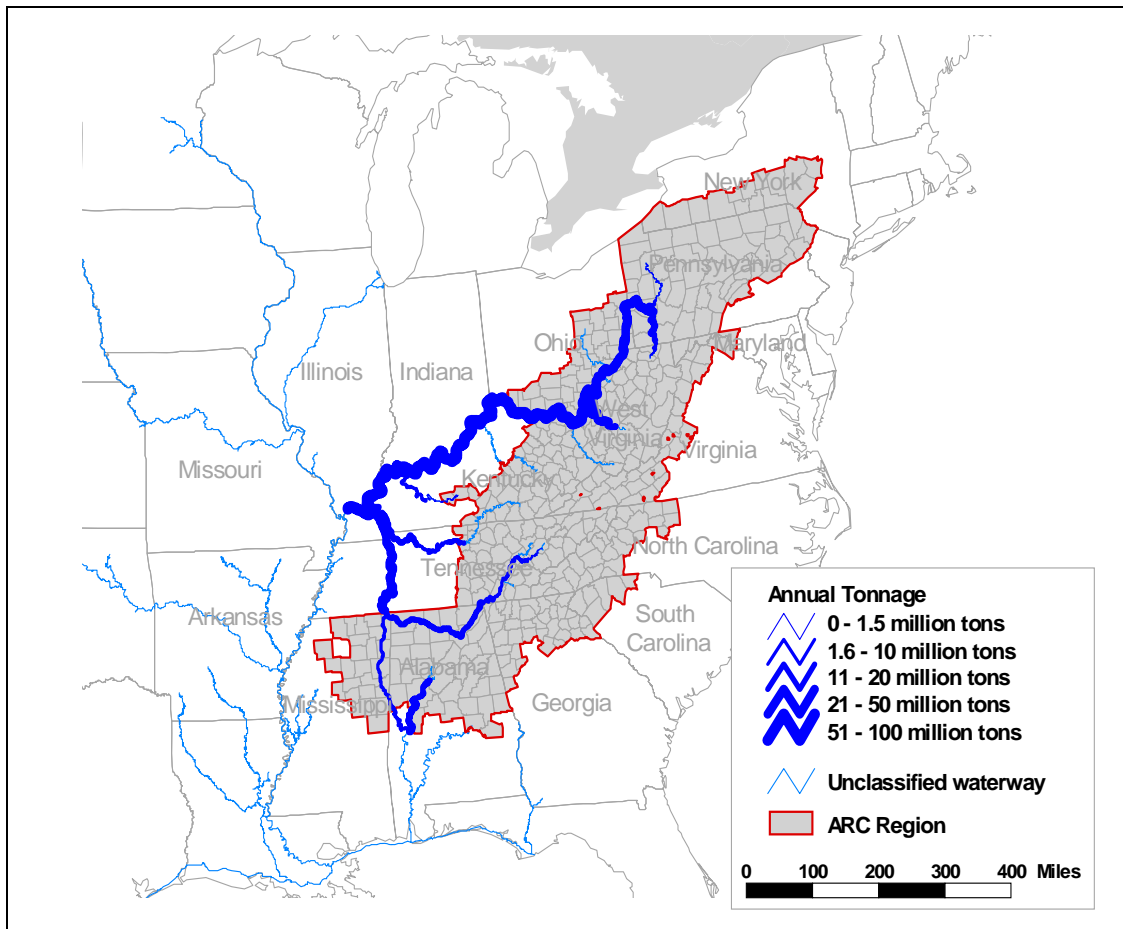 New York
Pennsylvania
Ohio
Maryland
Illinois
Indiana
West
Virginia
Virginia
Missouri
Kentucky
North Carolina
Tennessee
Arkansas
South
Carolina
Alabama
Mississippi
Georgia
Annual Tonnage
0 - 1.5 million tons
1.6 - 10 million tons
11 - 20 million tons
21 - 50 million tons
51 - 100 million tons
Unclassified waterway
ARC Region
0 100 200 300 400 Miles